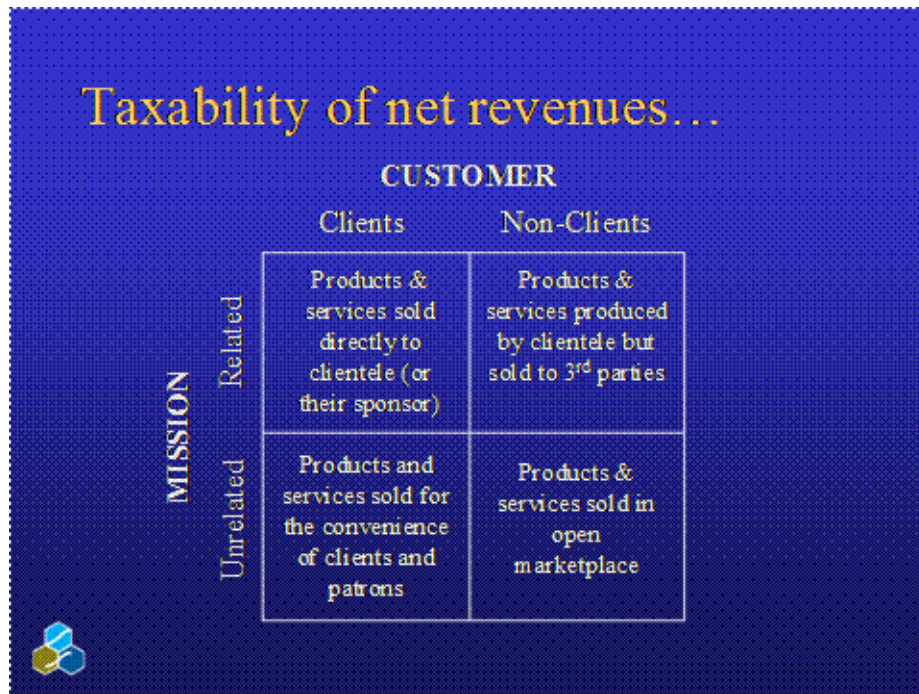 Taxability of net revenues…
CUSTOMER
Clients
Non-Clients
MISSION
Related
Products &
services sold
directly to
clientele (or
their sponsor)
Products &
services produced
by clientele but
sold to 3rd parties
Unrelated
Products and
services sold for
the convenience
of clients and
patrons
Products &
services sold in
open
marketplace